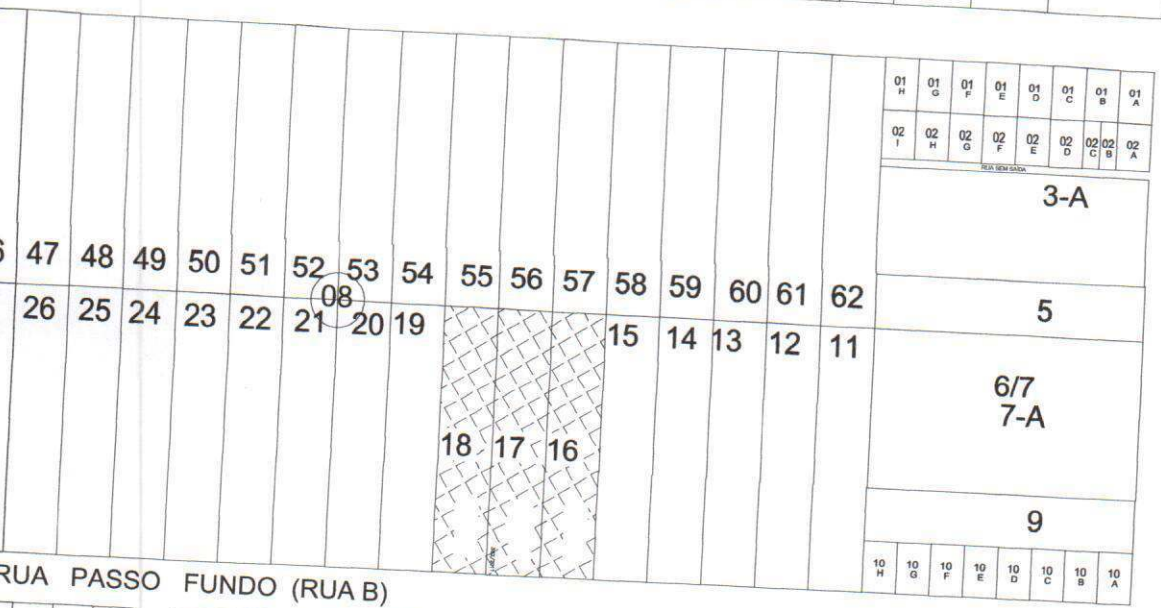 01 H 01 G 01 F 01 E 01 D 01 C 01 B 01 A
02 I 02 H 02 G 02 F 02 E 02 D 02 C 02 B 02 A
RUA SEM SAÍDA
3-A
47 48 49 50 51 52 53 54 55 56 57 58 59 60 61 62
08
5
26 25 24 23 22 21 20 19 15 14 13 12 11
6/7
7-A
18 17 16
9
10 H 10 G 10 F 10 E 10 D 10 C 10 B 10 A
RUA PASSO FUNDO (RUA B)